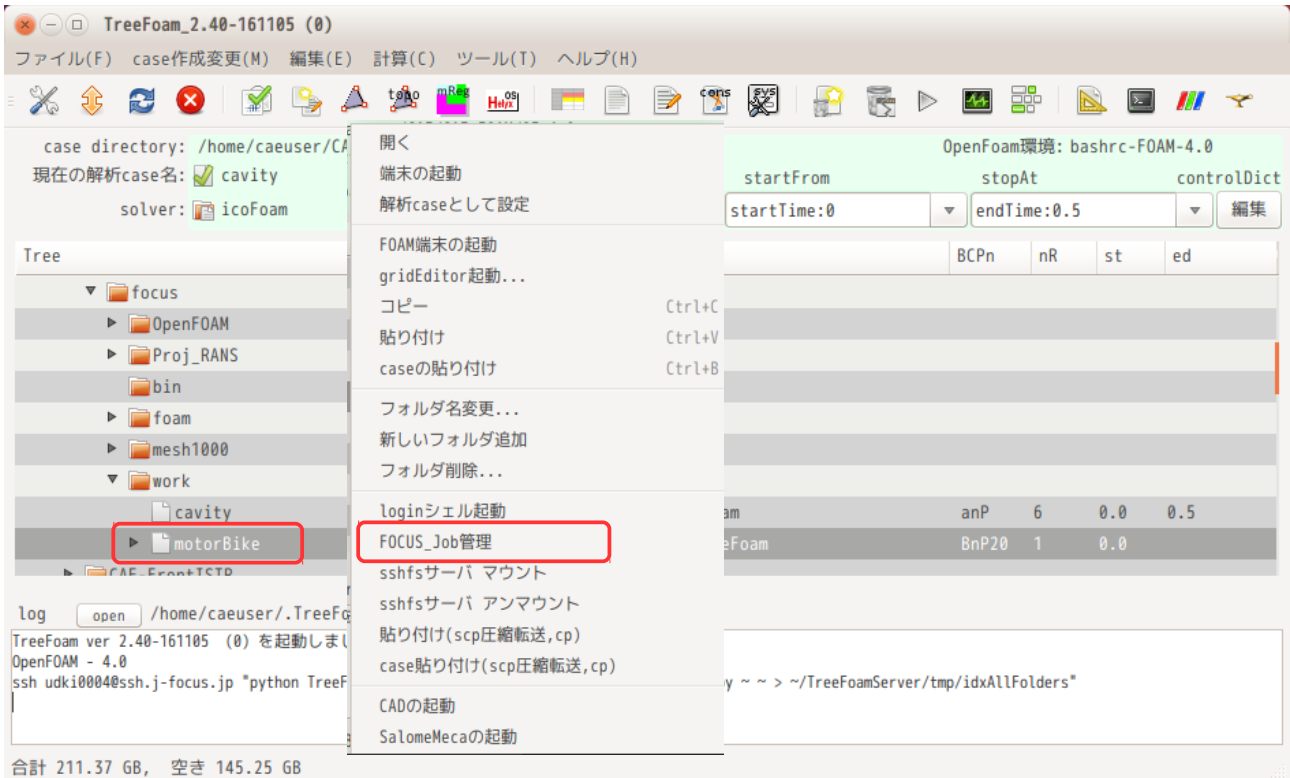 TreeFoam_2.40-161105 (0)
ファイル(F) case作成変更(M) 編集(E) 計算(C) ツール(T) ヘルプ(H)
topo mReg Helyx OS cons sys
case directory: /home/caeuser/CA
OpenFoam環境: bashrc-FOAM-4.0
現在の解析case名: cavity
startFrom stopAt controlDict
solver: icoFoam
startTime:0 endTime:0.5 編集
Tree BCPn nR st ed
focus
OpenFOAM
Proj_RANS
bin
foam
mesh1000
work
cavity am anP 6 0.0 0.5
motorBike eFoam BnP20 1 0.0
CAE-FrontISTR
開く
端末の起動
解析caseとして設定
FOAM端末の起動
gridEditor起動...
コピー Ctrl+C
貼り付け Ctrl+V
caseの貼り付け Ctrl+B
フォルダ名変更...
新しいフォルダ追加
フォルダ削除...
loginシェル起動
FOCUS_Job管理
sshfsサーバ マウント
sshfsサーバ アンマウント
貼り付け(scp圧縮転送,cp)
case貼り付け(scp圧縮転送,cp)
CADの起動
SalomeMecaの起動
log open /home/caeuser/.TreeFo
TreeFoam ver 2.40-161105 (0) を起動しまし
OpenFOAM - 4.0
ssh udki0004@ssh.j-focus.jp "python TreeF y ~ ~ > ~/TreeFoamServer/tmp/idxAllFolders"
合計 211.37 GB, 空き 145.25 GB